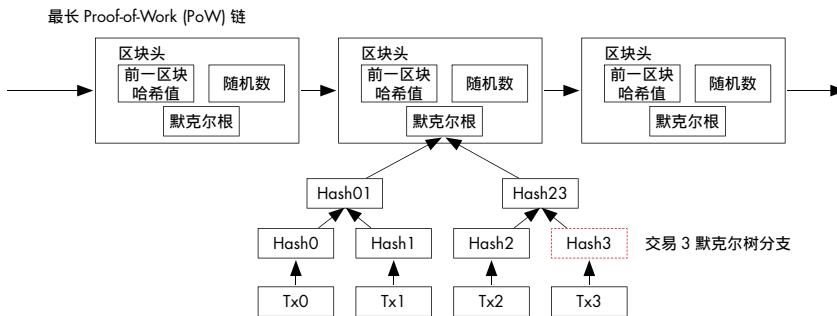 最长 Proof-of-Work (PoW) 链
区块头
前一区块
哈希值
随机数
默克尔根
区块头
前一区块
哈希值
随机数
默克尔根
区块头
前一区块
哈希值
随机数
默克尔根
Hash01
Hash23
Hash0
Hash1
Hash2
Hash3
交易 3 默克尔树分支
Tx0
Tx1
Tx2
Tx3